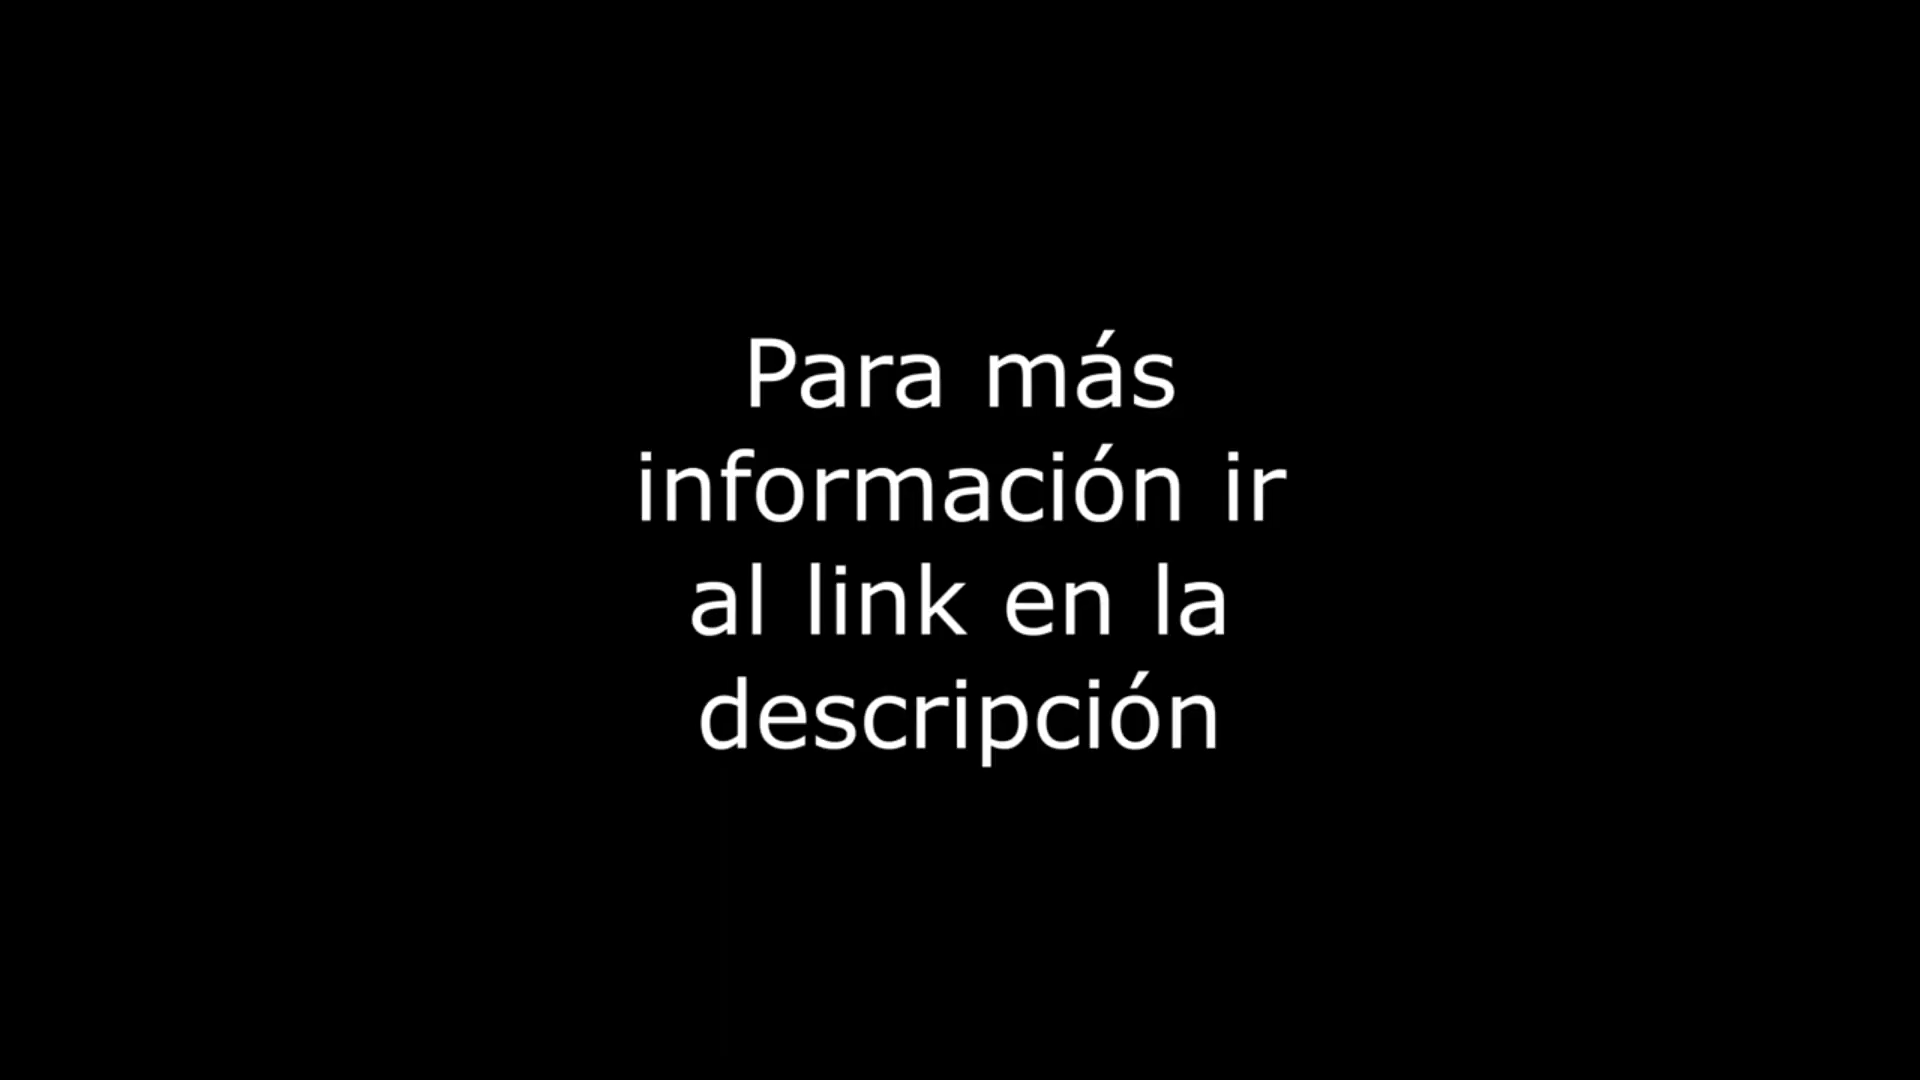 Para más
información ir
al link en la
descripción